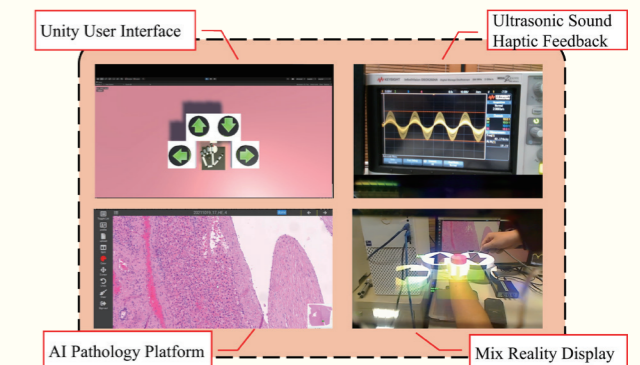 Unity User Interface
Ultrasonic Sound
Haptic Feedback
AI Pathology Platform
Mix Reality Display